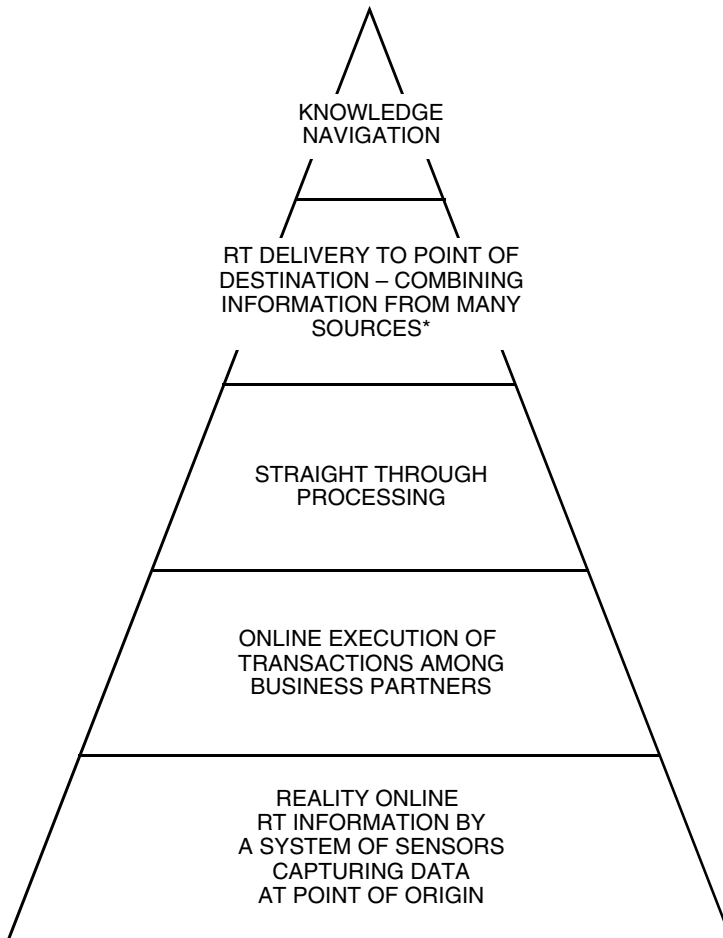 KNOWLEDGE
NAVIGATION
RT DELIVERY TO POINT OF
DESTINATION – COMBINING
INFORMATION FROM MANY
SOURCES*
STRAIGHT THROUGH
PROCESSING
ONLINE EXECUTION OF
TRANSACTIONS AMONG
BUSINESS PARTNERS
REALITY ONLINE
RT INFORMATION BY
A SYSTEM OF SENSORS
CAPTURING DATA
AT POINT OF ORIGIN